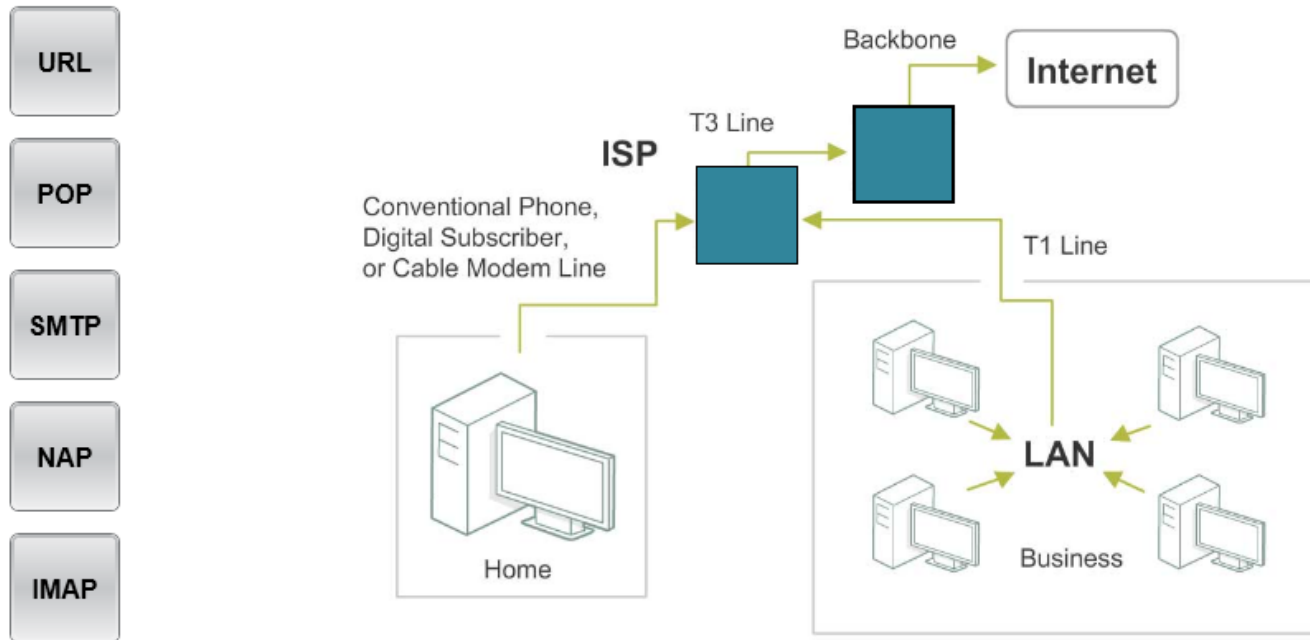 URL
POP
SMTP
NAP
IMAP
Backbone
Internet
T3 Line
ISP
Conventional Phone,
Digital Subscriber,
or Cable Modem Line
T1 Line
Home
LAN
Business